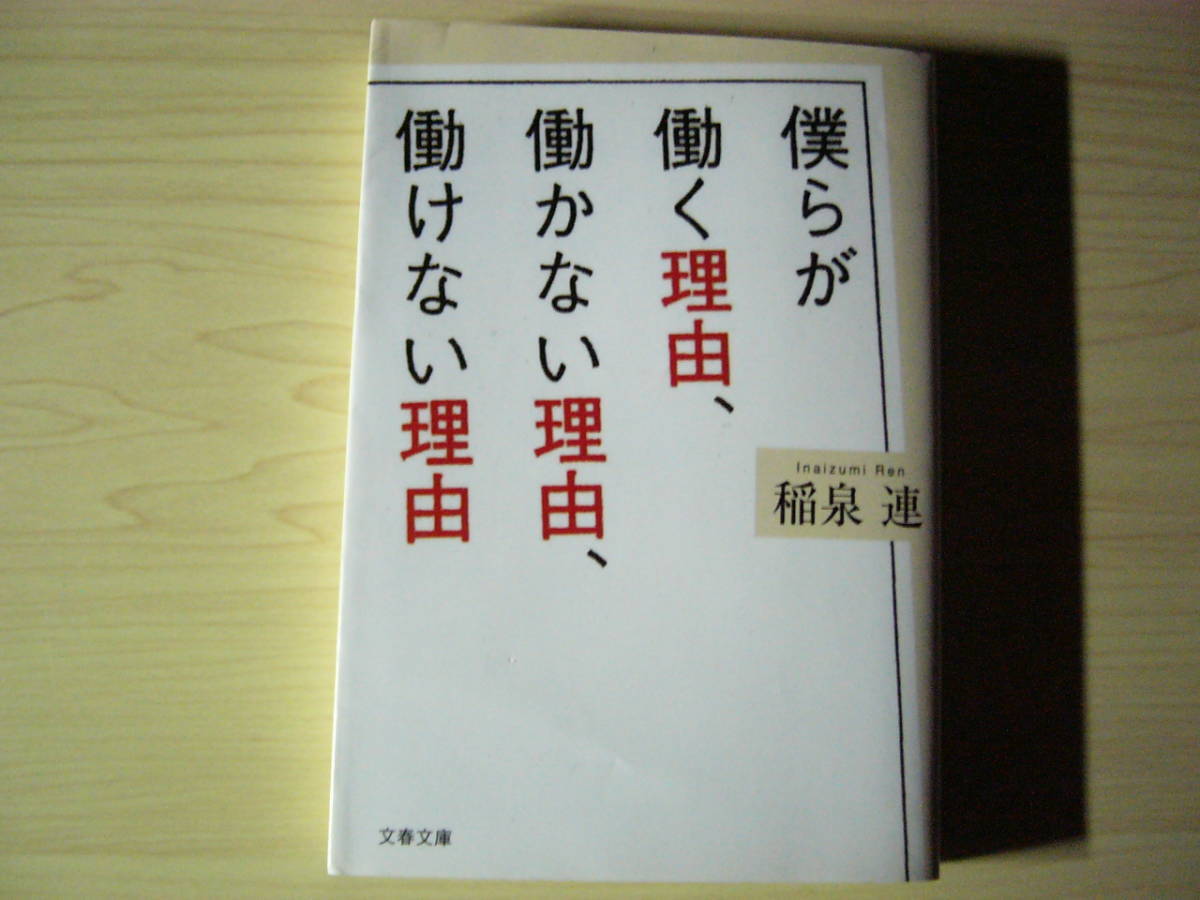 僕らが
働く理由、
働かない理由、
働けない理由
Inaizumi Ren
稲泉 連
文春文庫